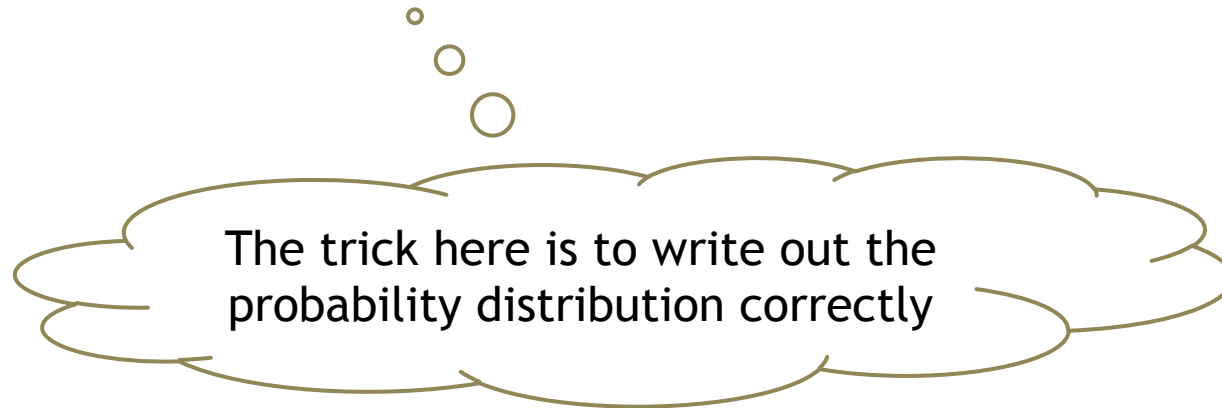 The trick here is to write out the
probability distribution correctly